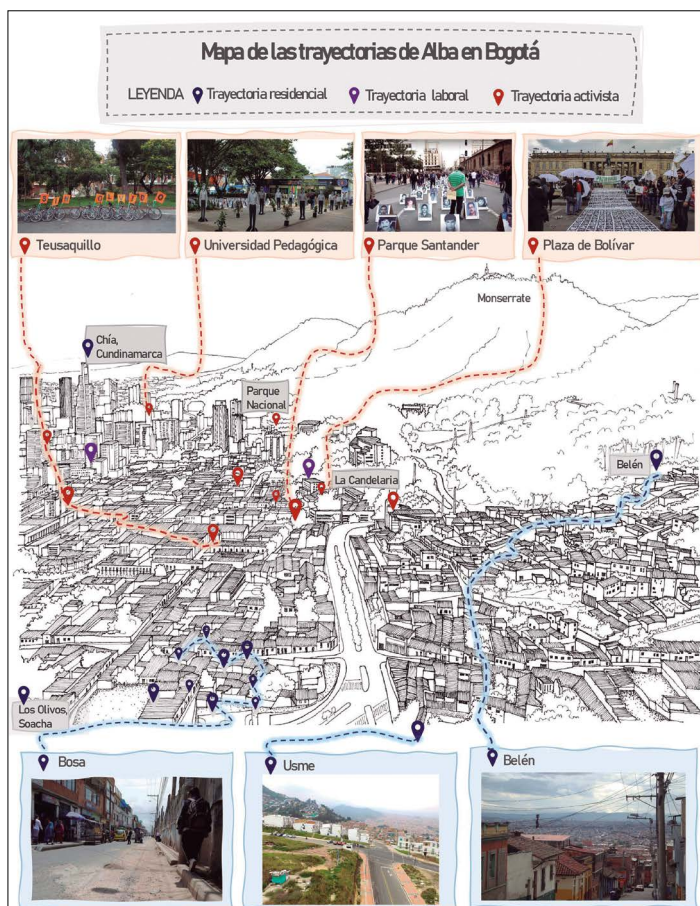 Mapa de las trayectorias de Alba en Bogotá
LEYENDA Trayectoria residencial Trayectoria laboral Trayectoria activista
Teusaquillo
Universidad Pedagógica
Parque Santander
Plaza de Bolívar
Monserrate
Chía,
Cundinamarca
Parque
Nacional
La Candelaria
Belén
Los Olivos,
Soacha
Bosa
Usme
Belén